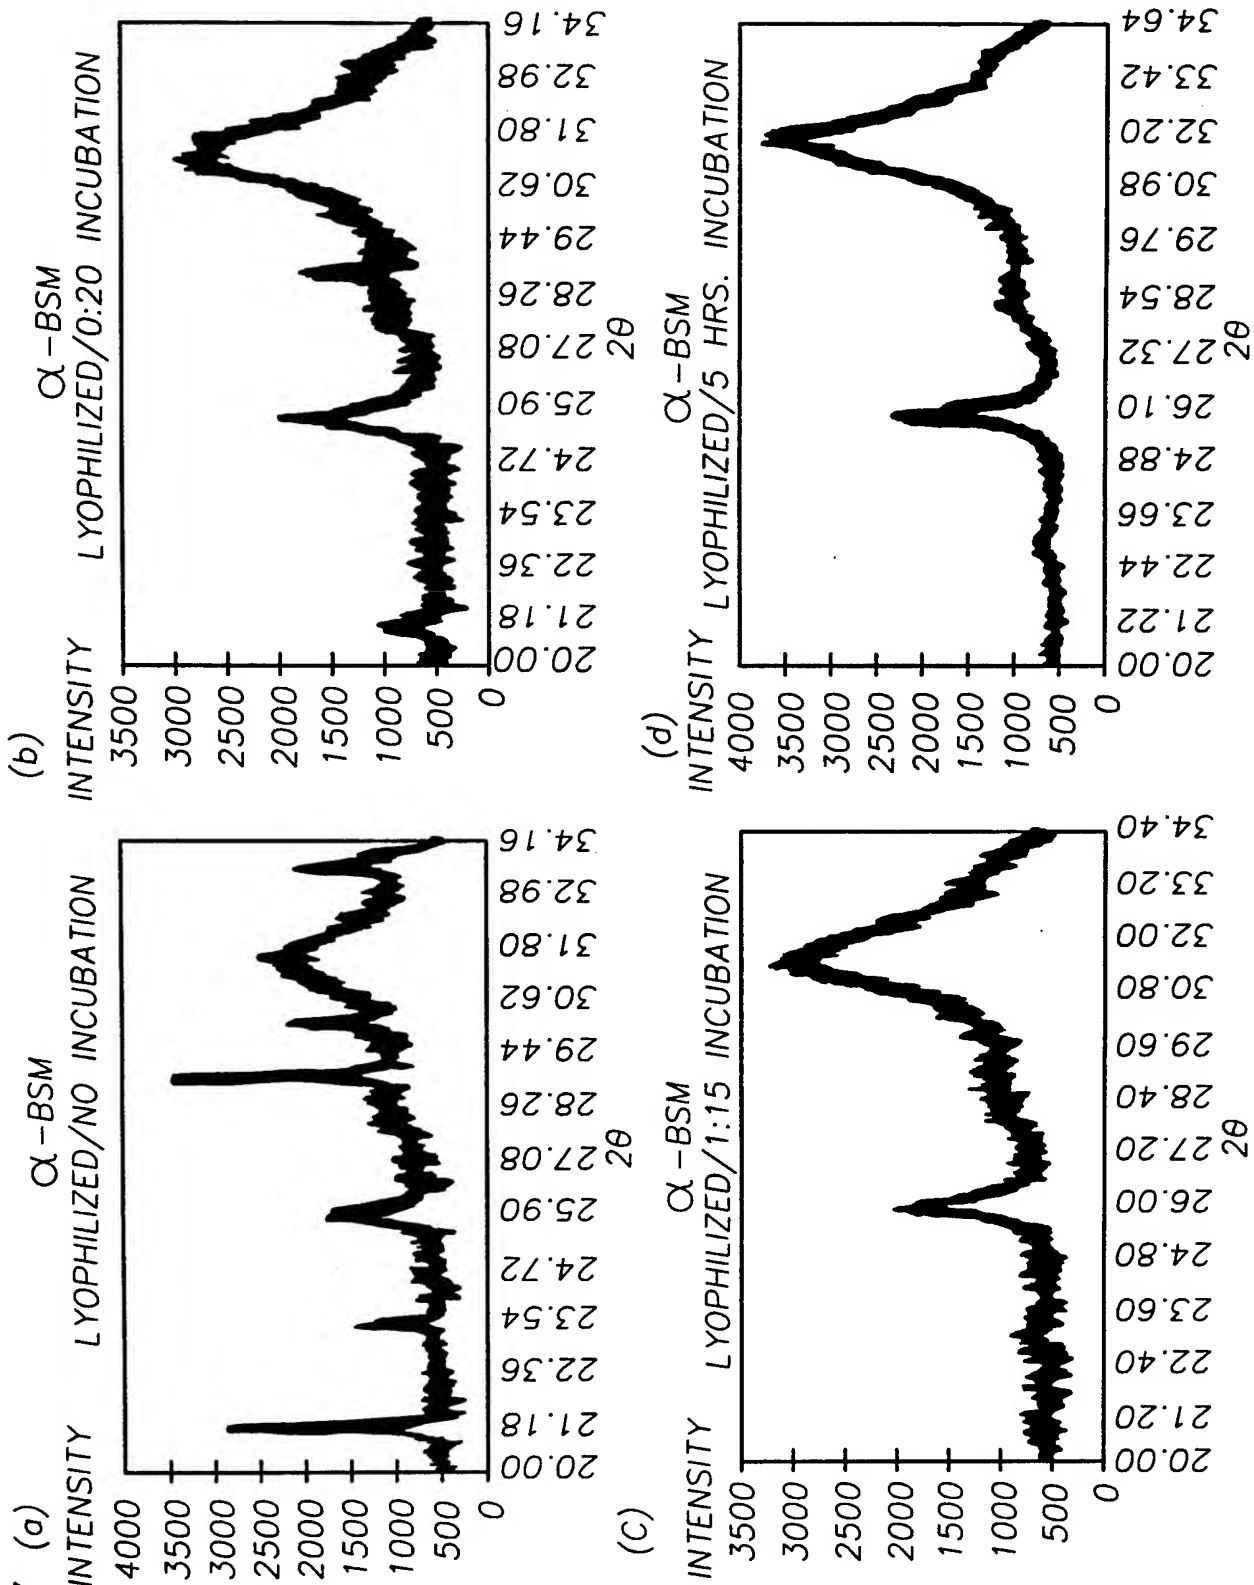 (a)
α-BSM
INTENSITY LYOPHILIZED/NO INCUBATION
4000
3500
3000
2500
2000
1500
1000
500
0
20.00 21.18 22.36 23.54 24.72 25.90 27.08 28.26 29.44 30.62 31.80 32.98 34.16
2θ
(b)
α-BSM
INTENSITY LYOPHILIZED/0:20 INCUBATION
3500
3000
2500
2000
1500
1000
500
0
20.00 21.18 22.36 23.54 24.72 25.90 27.08 28.26 29.44 30.62 31.80 32.98 34.16
2θ
(c)
α-BSM
INTENSITY LYOPHILIZED/1:15 INCUBATION
3500
3000
2500
2000
1500
1000
500
0
20.00 21.20 22.40 23.60 24.80 26.00 27.20 28.40 29.60 30.80 32.00 33.20 34.40
2θ
(d)
α-BSM
INTENSITY LYOPHILIZED/5 HRS. INCUBATION
4000
3500
3000
2500
2000
1500
1000
500
0
20.00 21.22 22.44 23.66 24.88 26.10 27.32 28.54 29.76 30.98 32.20 33.42 34.64
2θ